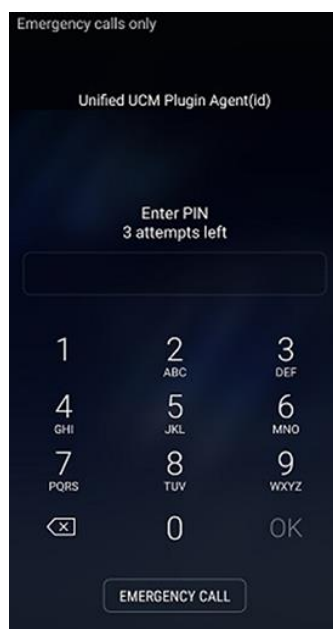 Emergency calls only
Unified UCM Plugin Agent(id)
Enter PIN
3 attempts left
1 2 3
ABC DEF
4 5 6
GHI JKL MNO
7 8 9
PQRS TUV WXYZ
0 OK
EMERGENCY CALL